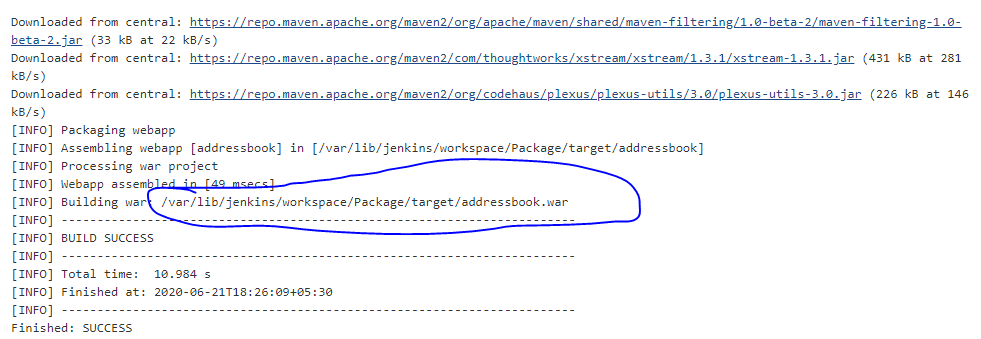 Downloaded from central: https://repo.maven.apache.org/maven2/org/apache/maven/shared/maven-filtering/1.0-beta-2/maven-filtering-1.0-
beta-2.jar (33 kB at 22 kB/s)
Downloaded from central: https://repo.maven.apache.org/maven2/com/thoughtworks/xstream/xstream/1.3.1/xstream-1.3.1.jar (431 kB at 281
kB/s)
Downloaded from central: https://repo.maven.apache.org/maven2/org/codehaus/plexus/plexus-utils/3.0/plexus-utils-3.0.jar (226 kB at 146
kB/s)
[INFO] Packaging webapp
[INFO] Assembling webapp [addressbook] in [/var/lib/jenkins/workspace/Package/target/addressbook]
[INFO] Processing war project
[INFO] Webapp assembled in [49 msecs]
[INFO] Building war: /var/lib/jenkins/workspace/Package/target/addressbook.war
[INFO] ------------------------------------------------------------------------
[INFO] BUILD SUCCESS
[INFO] ------------------------------------------------------------------------
[INFO] Total time:  10.984 s
[INFO] Finished at: 2020-06-21T18:26:09+05:30
[INFO] ------------------------------------------------------------------------
Finished: SUCCESS